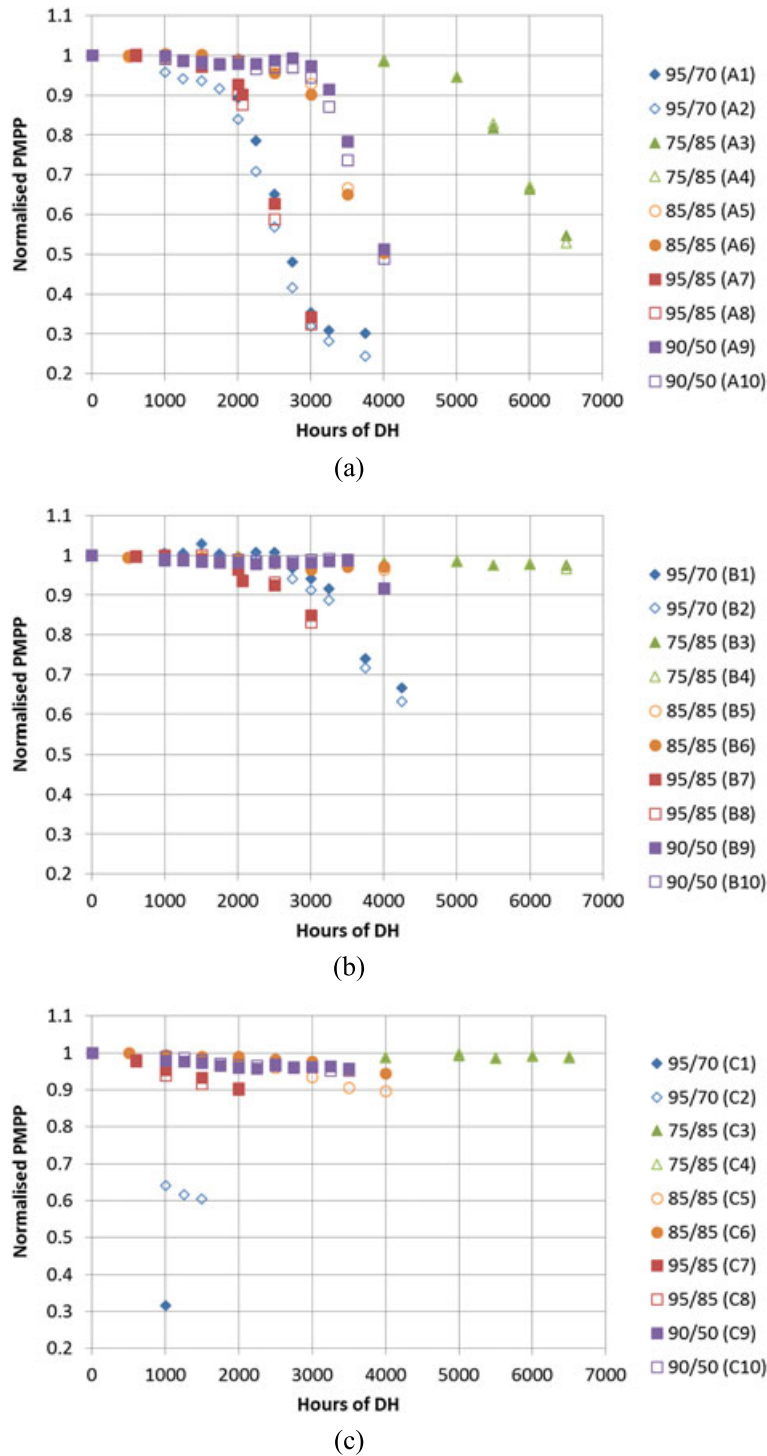 1.1
1
0.9
0.8
0.7
0.6
0.5
0.4
0.3
0.2
Normalised PMPP
0 1000 2000 3000 4000 5000 6000 7000
Hours of DH
95/70 (A1)
95/70 (A2)
75/85 (A3)
75/85 (A4)
85/85 (A5)
85/85 (A6)
95/85 (A7)
95/85 (A8)
90/50 (A9)
90/50 (A10)
(a)
1.1
1
0.9
0.8
0.7
0.6
0.5
0.4
0.3
0.2
Normalised PMPP
0 1000 2000 3000 4000 5000 6000 7000
Hours of DH
95/70 (B1)
95/70 (B2)
75/85 (B3)
75/85 (B4)
85/85 (B5)
85/85 (B6)
95/85 (B7)
95/85 (B8)
90/50 (B9)
90/50 (B10)
(b)
1.1
1
0.9
0.8
0.7
0.6
0.5
0.4
0.3
0.2
Normalised PMPP
0 1000 2000 3000 4000 5000 6000 7000
Hours of DH
95/70 (C1)
95/70 (C2)
75/85 (C3)
75/85 (C4)
85/85 (C5)
85/85 (C6)
95/85 (C7)
95/85 (C8)
90/50 (C9)
90/50 (C10)
(c)